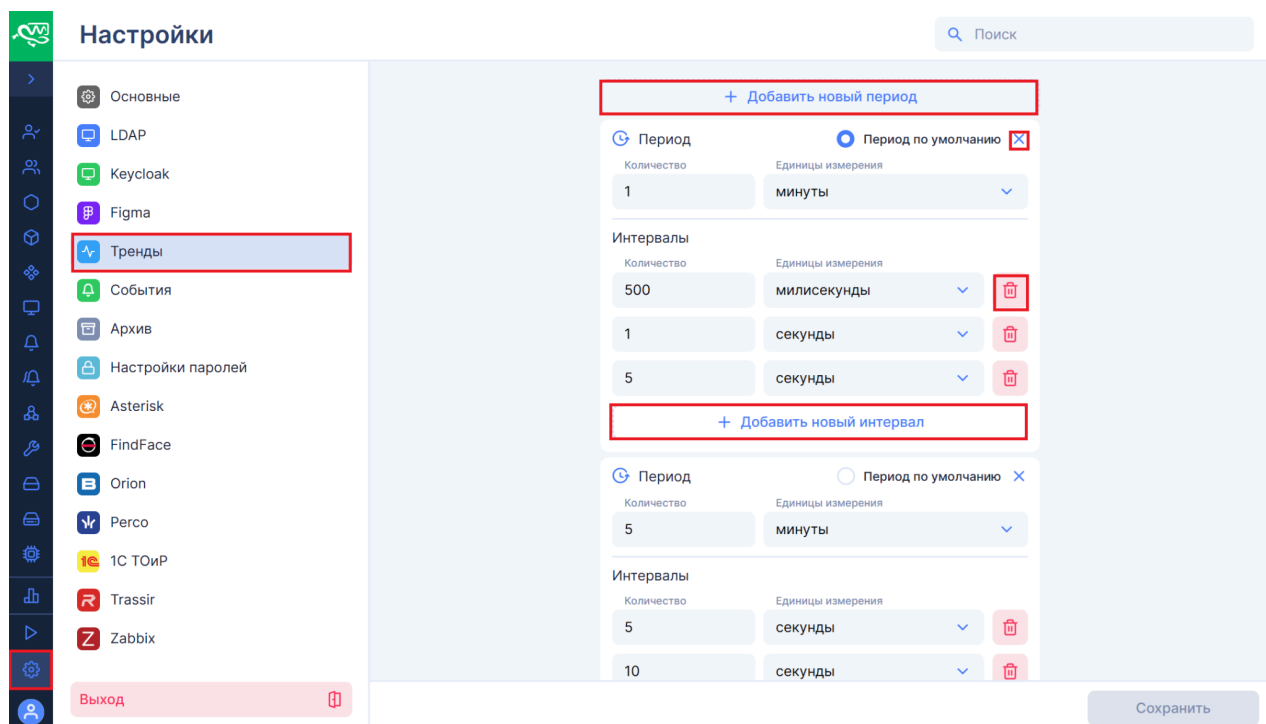 Настройки
Поиск
Основные
LDAP
Keycloak
Figma
Тренды
События
Архив
Настройки паролей
Asterisk
FindFace
Orion
Perco
1С ТОиР
Trassir
Zabbix
Выход
+ Добавить новый период
Период
Период по умолчанию
Количество
Единицы измерения
1
минуты
Интервалы
Количество
Единицы измерения
500
милисекунды
1
секунды
5
секунды
+ Добавить новый интервал
Период
Период по умолчанию
Количество
Единицы измерения
5
минуты
Интервалы
Количество
Единицы измерения
5
секунды
10
секунды
Сохранить